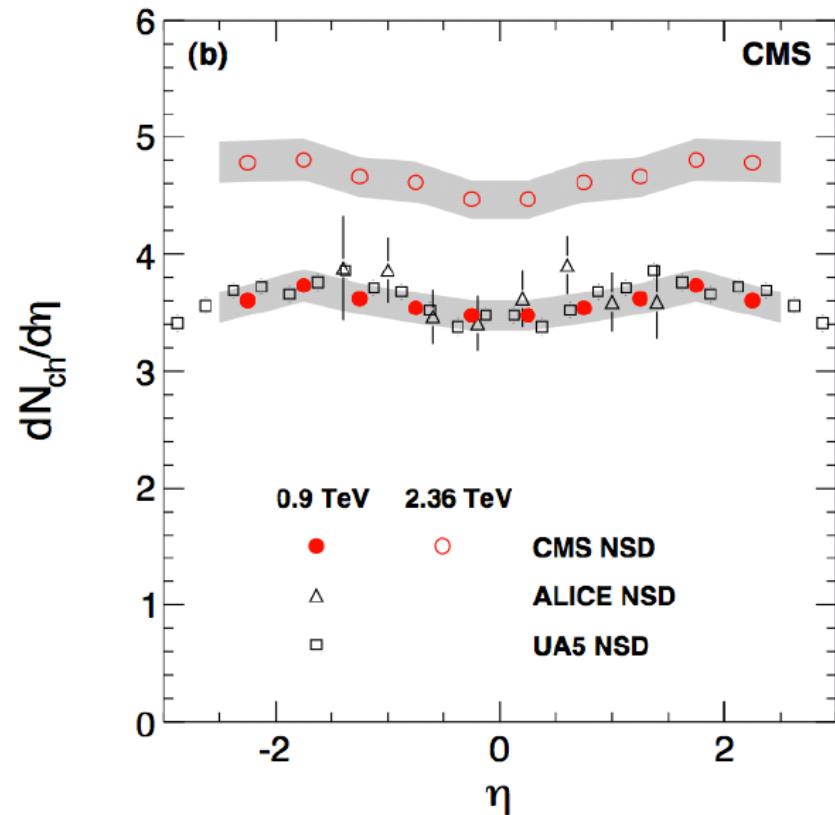 6
(b) CMS
5
4
3
2
1
0
dN_ch/dη
0.9 TeV 2.36 TeV
CMS NSD
ALICE NSD
UA5 NSD
-2 0 2
η